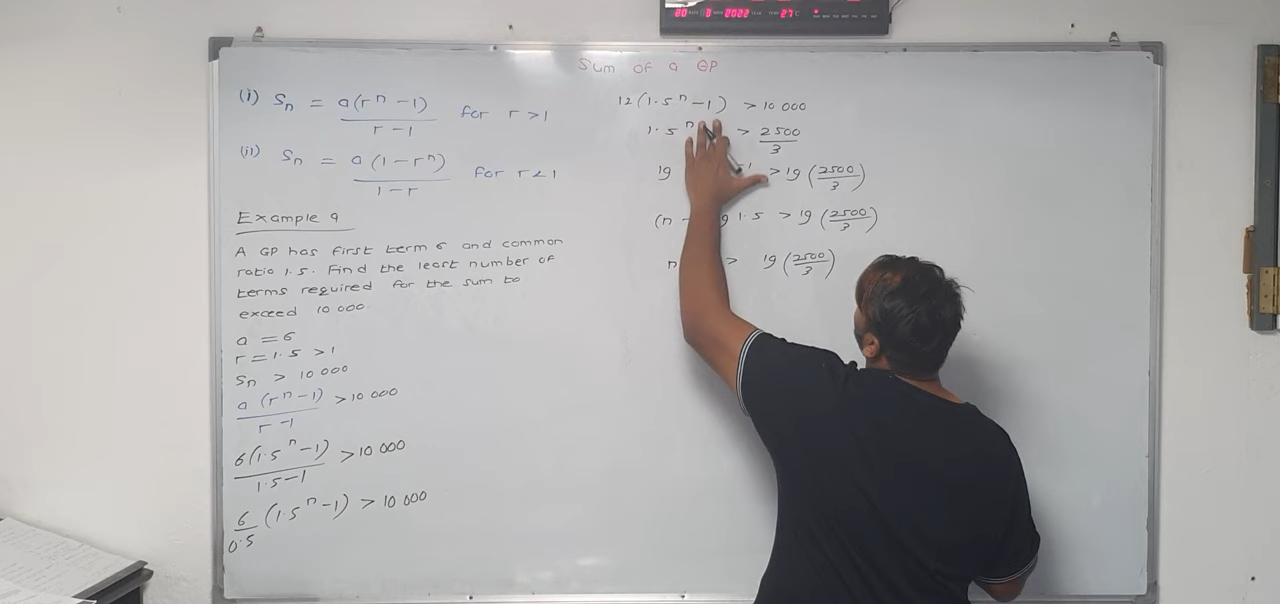 Sum of a GP
(i) Sn = a(r^n - 1) / r - 1 for r > 1
(ii) Sn = a(1 - r^n) / 1 - r for r < 1
Example 9
A GP has first term 6 and common
ratio 1.5. Find the least number of
terms required for the sum to
exceed 10 000
a = 6
r = 1.5 > 1
Sn > 10 000
a(r^n - 1) / r - 1 > 10 000
6(1.5^n - 1) / 1.5 - 1 > 10 000
6 / 0.5 (1.5^n - 1) > 10 000
12(1.5^n - 1) > 10 000
1.5^n > 2500 / 3
lg > lg(2500 / 3)
(n - 1.5 > lg(2500 / 3)
n > lg(2500 / 3)
2022
27°C